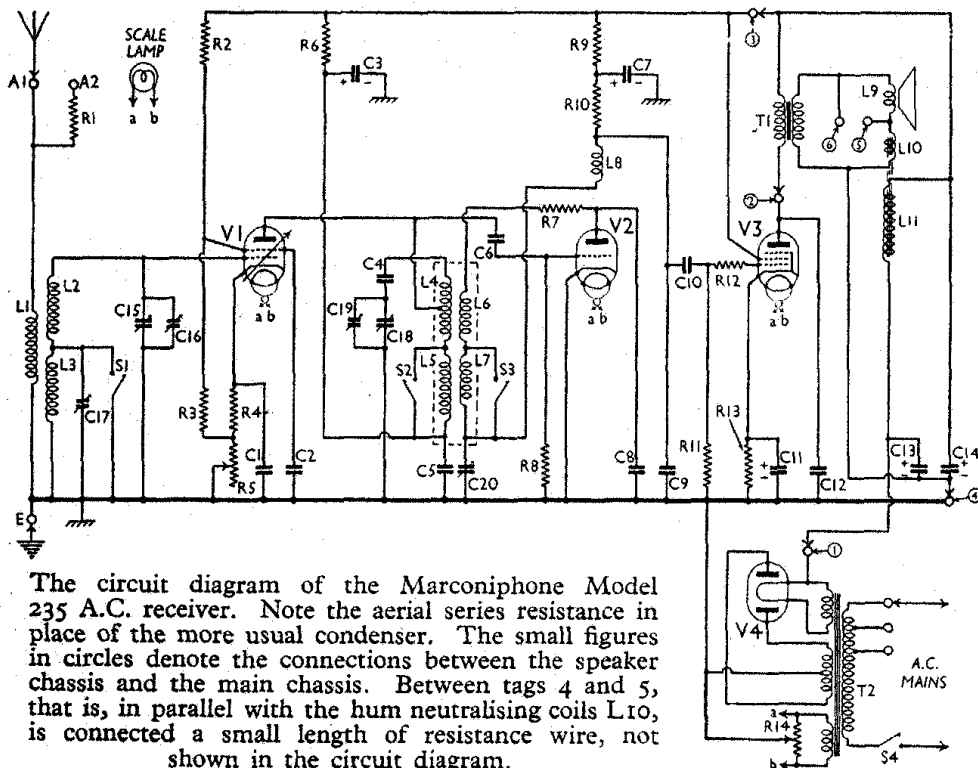 SCALE
LAMP
A1 A2
R1
a b
R2
R6
C3
+ -
R9
C7
+ -
R10
L8
3
T1
L9
6
5
L10
2
L11
V1
a b
R7
V2
a b
C6
V3
a b
C10
R12
L1
L2
L3
C15
C16
C17
S1
C4
C19
C18
L4
L6
L5
L7
S2
S3
R3
R4
R5
C1
C2
C5
C20
R8
C8
C9
R11
R13
C11
+
-
C12
C13
+
-
C14
+
-
4
E
1
V4
T2
A.C.
MAINS
a
R14
b
S4
The circuit diagram of the Marconiphone Model
235 A.C. receiver. Note the aerial series resistance in
place of the more usual condenser. The small figures
in circles denote the connections between the speaker
chassis and the main chassis. Between tags 4 and 5,
that is, in parallel with the hum neutralising coils L10,
is connected a small length of resistance wire, not
shown in the circuit diagram.